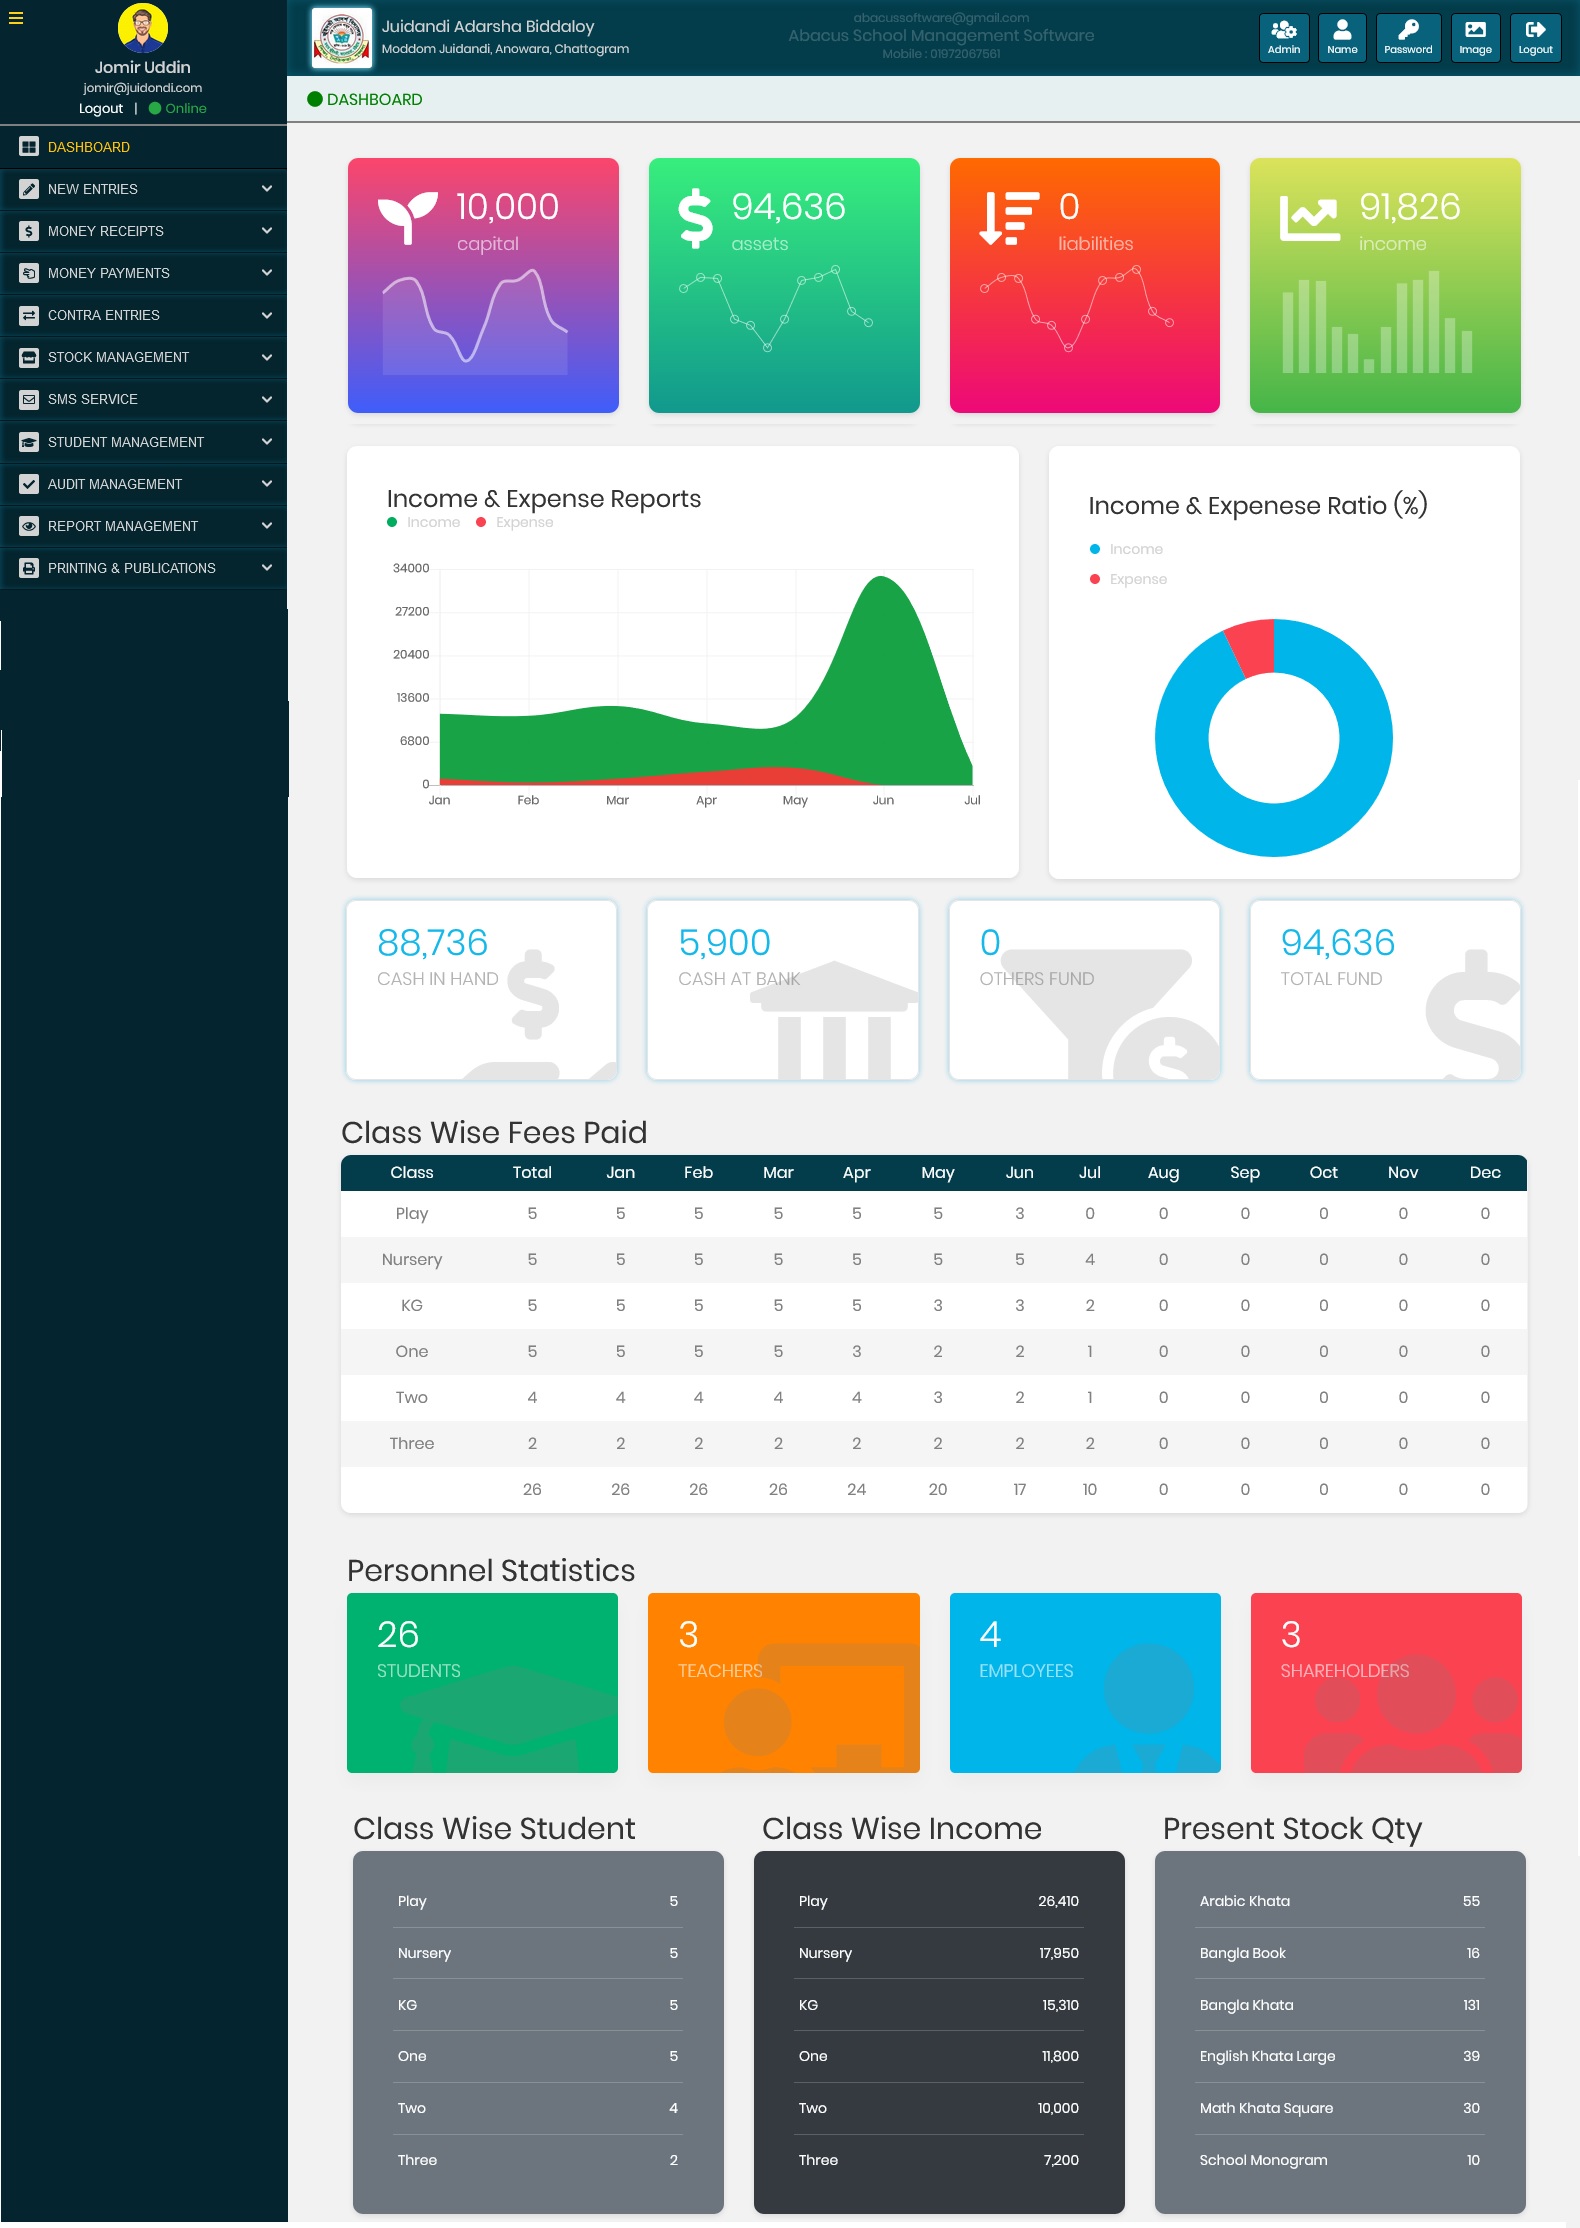 Jomir Uddin
jomir@juidondi.com
Logout | Online
DASHBOARD
NEW ENTRIES
MONEY RECEIPTS
MONEY PAYMENTS
CONTRA ENTRIES
STOCK MANAGEMENT
SMS SERVICE
STUDENT MANAGEMENT
AUDIT MANAGEMENT
REPORT MANAGEMENT
PRINTING & PUBLICATIONS
Juidandi Adarsha Biddaloy
Moddom Juidandi, Anowara, Chattogram
abacussoftware@gmail.com
Abacus School Management Software
Mobile : 01972067561
Admin Name Password Image Logout
DASHBOARD
10,000
capital
94,636
assets
0
liabilities
91,826
income
Income & Expense Reports
Income Expense
34000
27200
20400
13600
6800
0
Jan Feb Mar Apr May Jun Jul
Income & Expenese Ratio (%)
Income
Expense
88,736
CASH IN HAND
5,900
CASH AT BANK
0
OTHERS FUND
94,636
TOTAL FUND
Class Wise Fees Paid
Class Total Jan Feb Mar Apr May Jun Jul Aug Sep Oct Nov Dec
Play 5 5 5 5 5 5 3 0 0 0 0 0 0
Nursery 5 5 5 5 5 5 5 4 0 0 0 0 0
KG 5 5 5 5 5 3 3 2 0 0 0 0 0
One 5 5 5 5 3 2 2 1 0 0 0 0 0
Two 4 4 4 4 4 3 2 1 0 0 0 0 0
Three 2 2 2 2 2 2 2 2 0 0 0 0 0
26 26 26 26 24 20 17 10 0 0 0 0 0
Personnel Statistics
26
STUDENTS
3
TEACHERS
4
EMPLOYEES
3
SHAREHOLDERS
Class Wise Student
Play 5
Nursery 5
KG 5
One 5
Two 4
Three 2
Class Wise Income
Play 26,410
Nursery 17,950
KG 15,310
One 11,800
Two 10,000
Three 7,200
Present Stock Qty
Arabic Khata 55
Bangla Book 16
Bangla Khata 131
English Khata Large 39
Math Khata Square 30
School Monogram 10